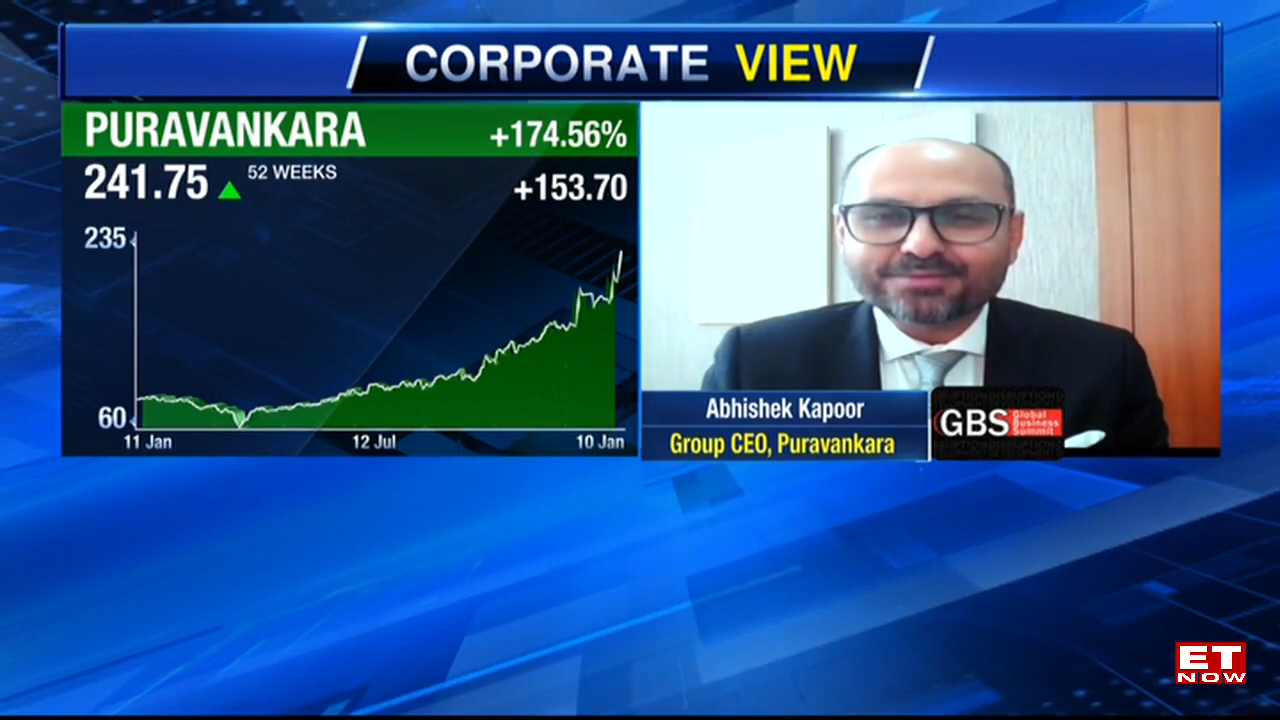 CORPORATE VIEW
PURAVANKARA +174.56%
241.75 52 WEEKS +153.70
235
60
11 Jan 12 Jul 10 Jan
Abhishek Kapoor
Group CEO, Puravankara
GBS Global Business Summit
ET
NOW